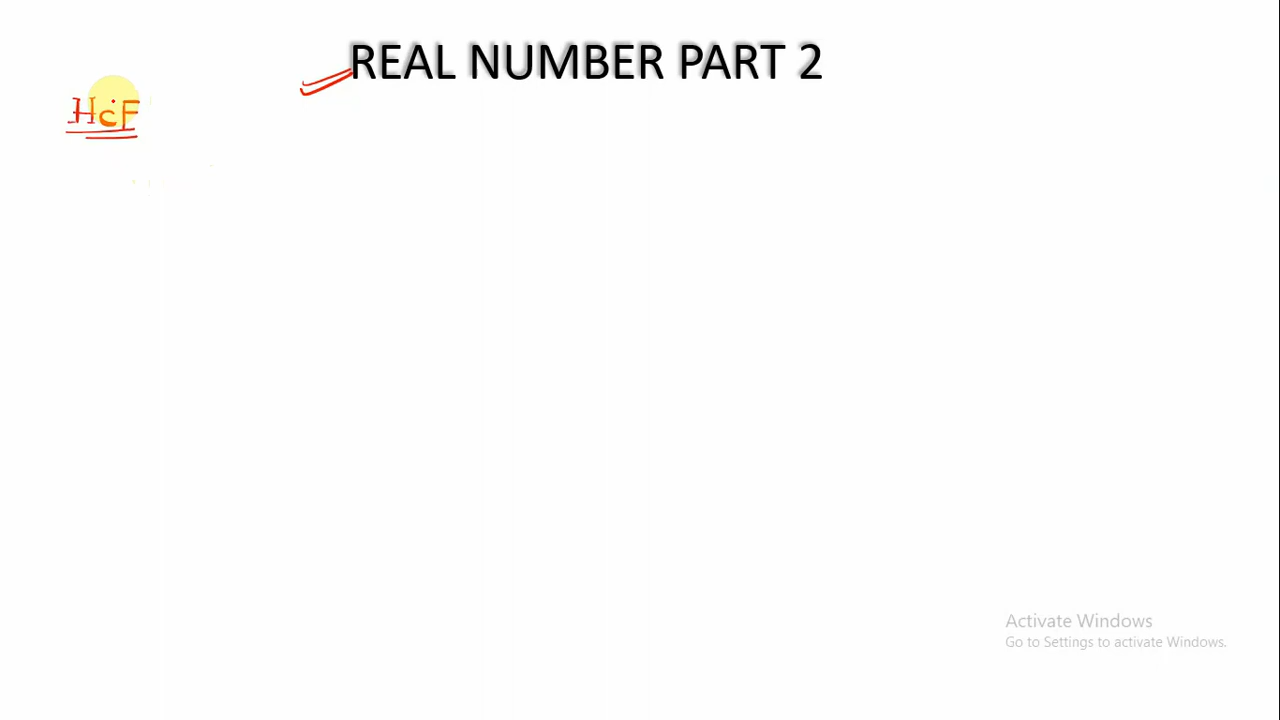 REAL NUMBER PART 2
HCF
Activate Windows
Go to Settings to activate Windows.